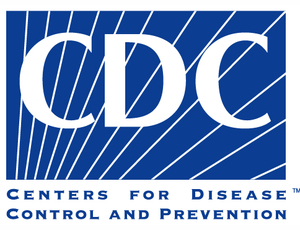 CDC
CENTERS FOR DISEASE™
CONTROL AND PREVENTION